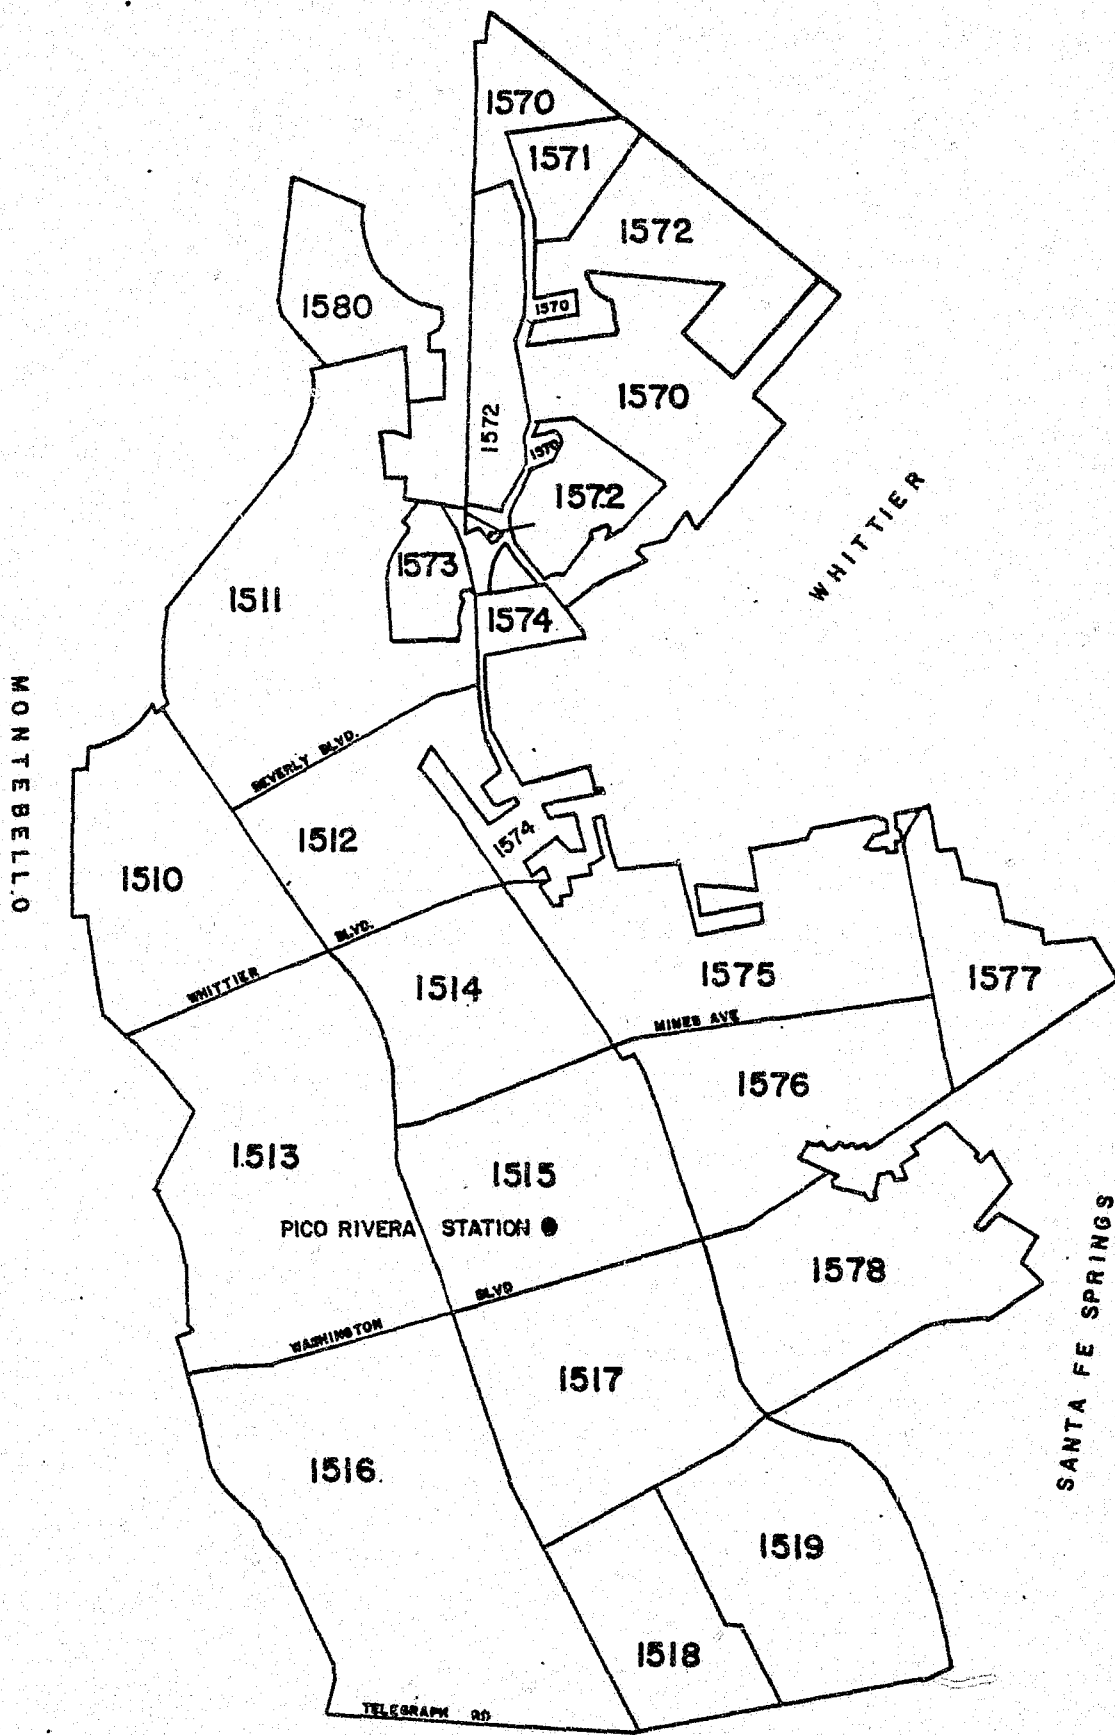 1570
1571
1572
1580
1570
1570
1572
1570
1572
WHITTIER
1573
1511
1574
MONTEBELLO
BEVERLY BLVD.
1512
1574
1510
BLVD.
WHITTIER
1514
1575
1577
MINES AVE
1576
1513
1515
PICO RIVERA STATION
SANTA FE SPRINGS
1578
BLVD
WASHINGTON
1517
1516
1519
1518
TELEGRAPH RD